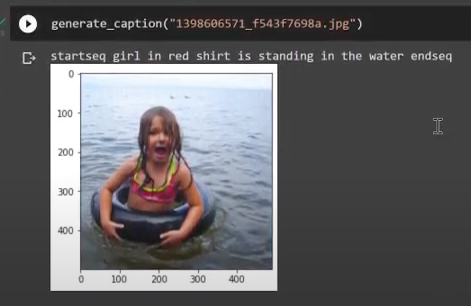 generate_caption("1398606571_f543f7698a.jpg")
startseq girl in red shirt is standing in the water endseq
0
100
200
300
400
0 100 200 300 400